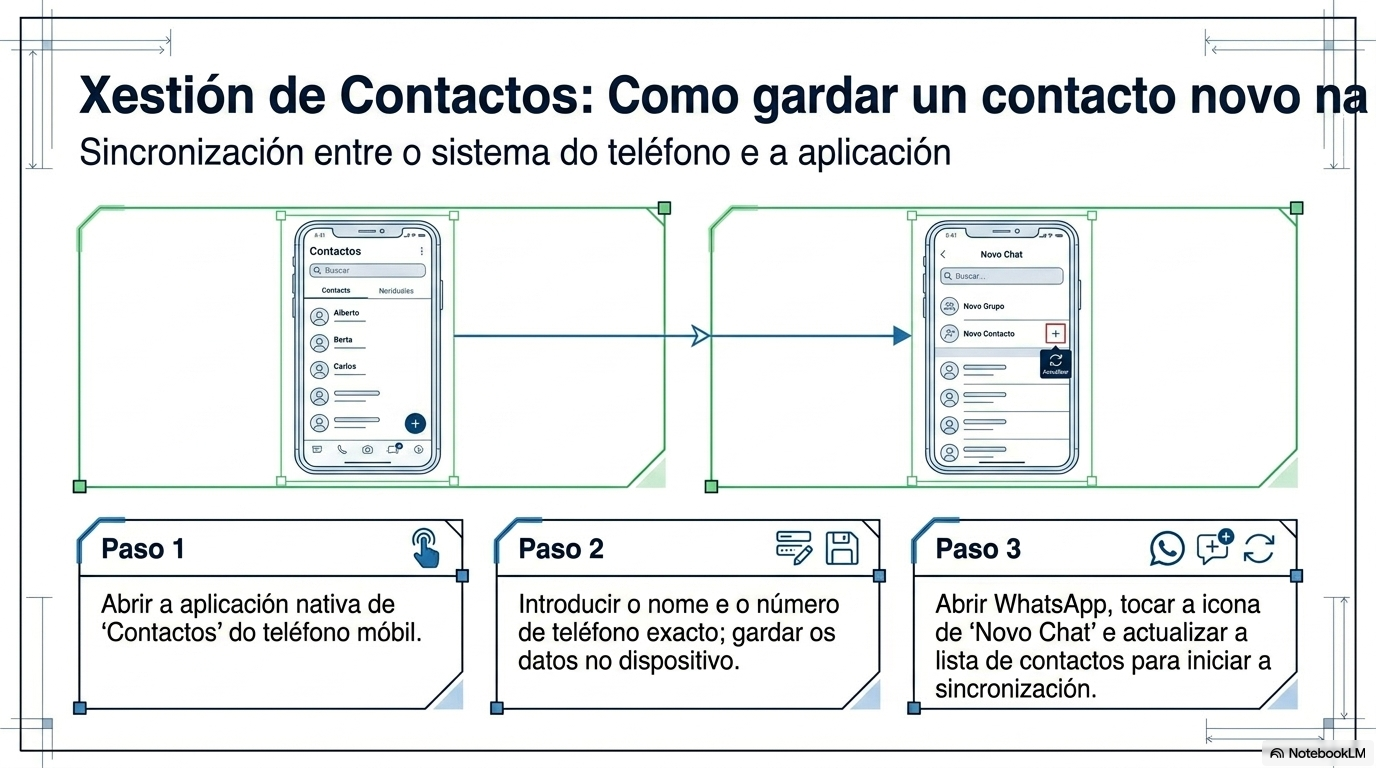 Xestión de Contactos: Como gardar un contacto novo na
Sincronización entre o sistema do teléfono e a aplicación
Contactos
Buscar
Contacts
Alberto
Berta
Carlos
Novo Chat
Buscar...
Novo Grupo
Novo Contacto
Paso 1
Abrir a aplicación nativa de
‘Contactos’ do teléfono móbil.
Paso 2
Introducir o nome e o número
de teléfono exacto; gardar os
datos no dispositivo.
Paso 3
Abrir WhatsApp, tocar a icona
de ‘Novo Chat’ e actualizar a
lista de contactos para iniciar a
sincronización.
NotebookLM